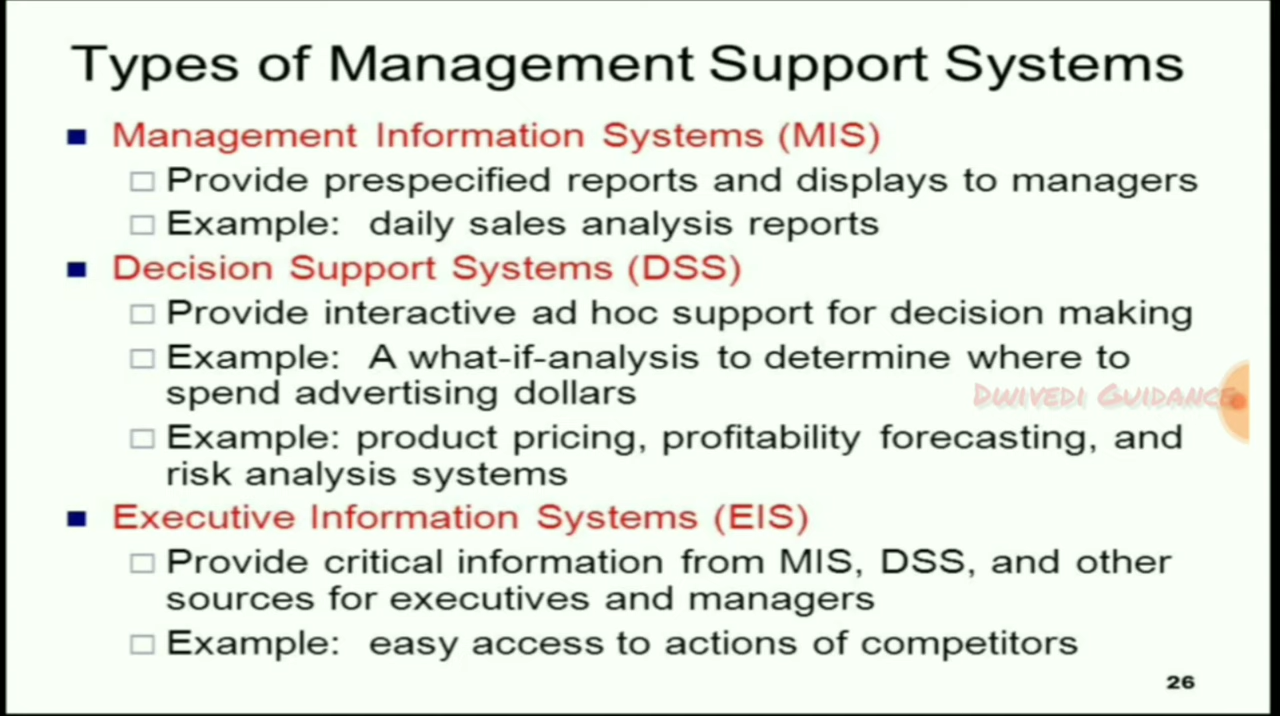 Types of Management Support Systems
Management Information Systems (MIS)
Provide prespecified reports and displays to managers
Example: daily sales analysis reports
Decision Support Systems (DSS)
Provide interactive ad hoc support for decision making
Example: A what-if-analysis to determine where to
spend advertising dollars
Dwivedi Guidance
Example: product pricing, profitability forecasting, and
risk analysis systems
Executive Information Systems (EIS)
Provide critical information from MIS, DSS, and other
sources for executives and managers
Example: easy access to actions of competitors
26